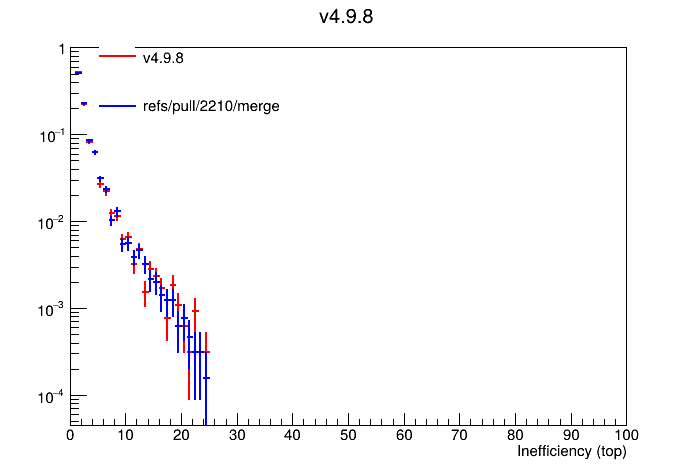 v4.9.8
1
v4.9.8
refs/pull/2210/merge
10⁻¹
10⁻²
10⁻³
10⁻⁴
0 10 20 30 40 50 60 70 80 90 100
Inefficiency (top)